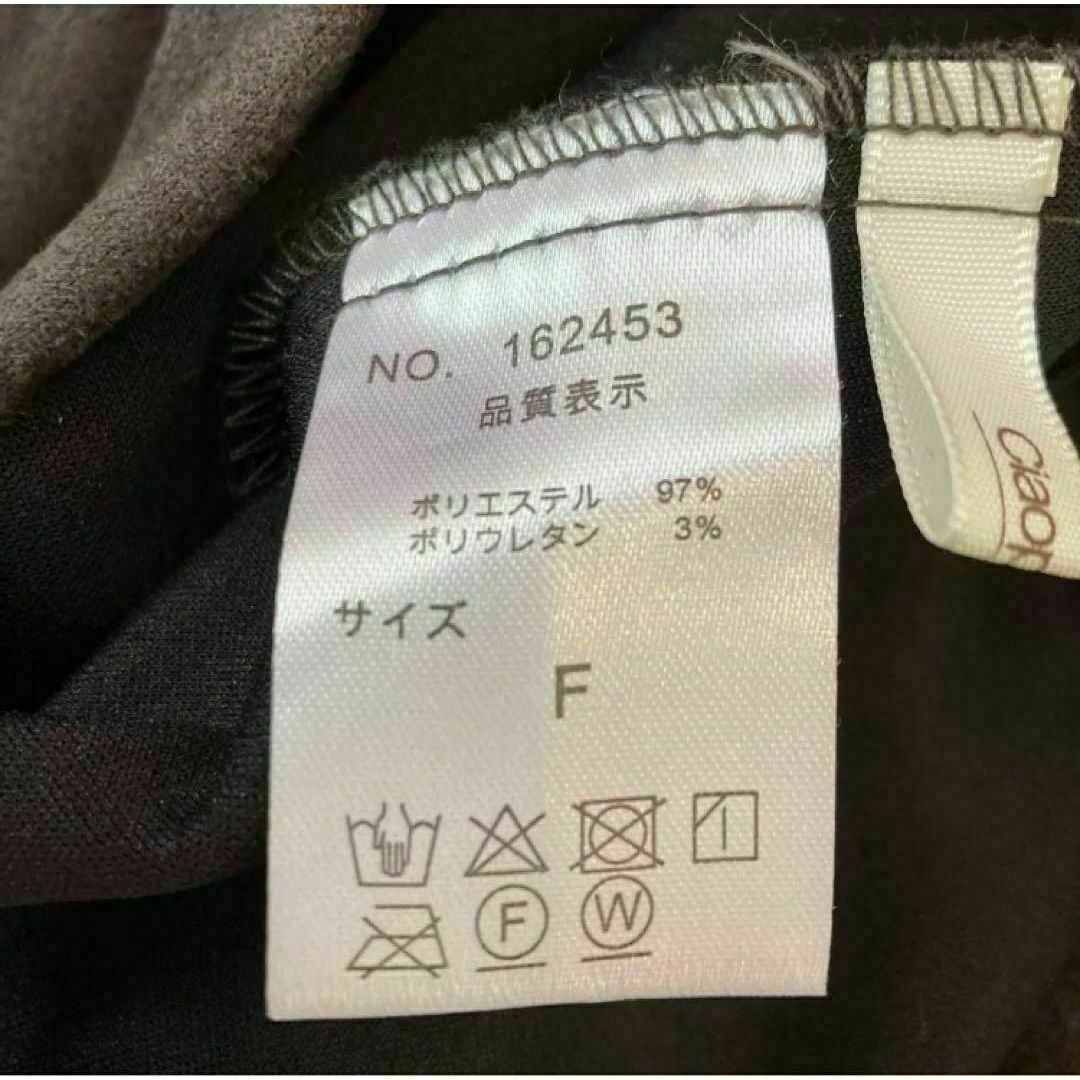 NO. 162453
品質表示
ポリエステル 97%
ポリウレタン 3%
サイズ
F
F
W